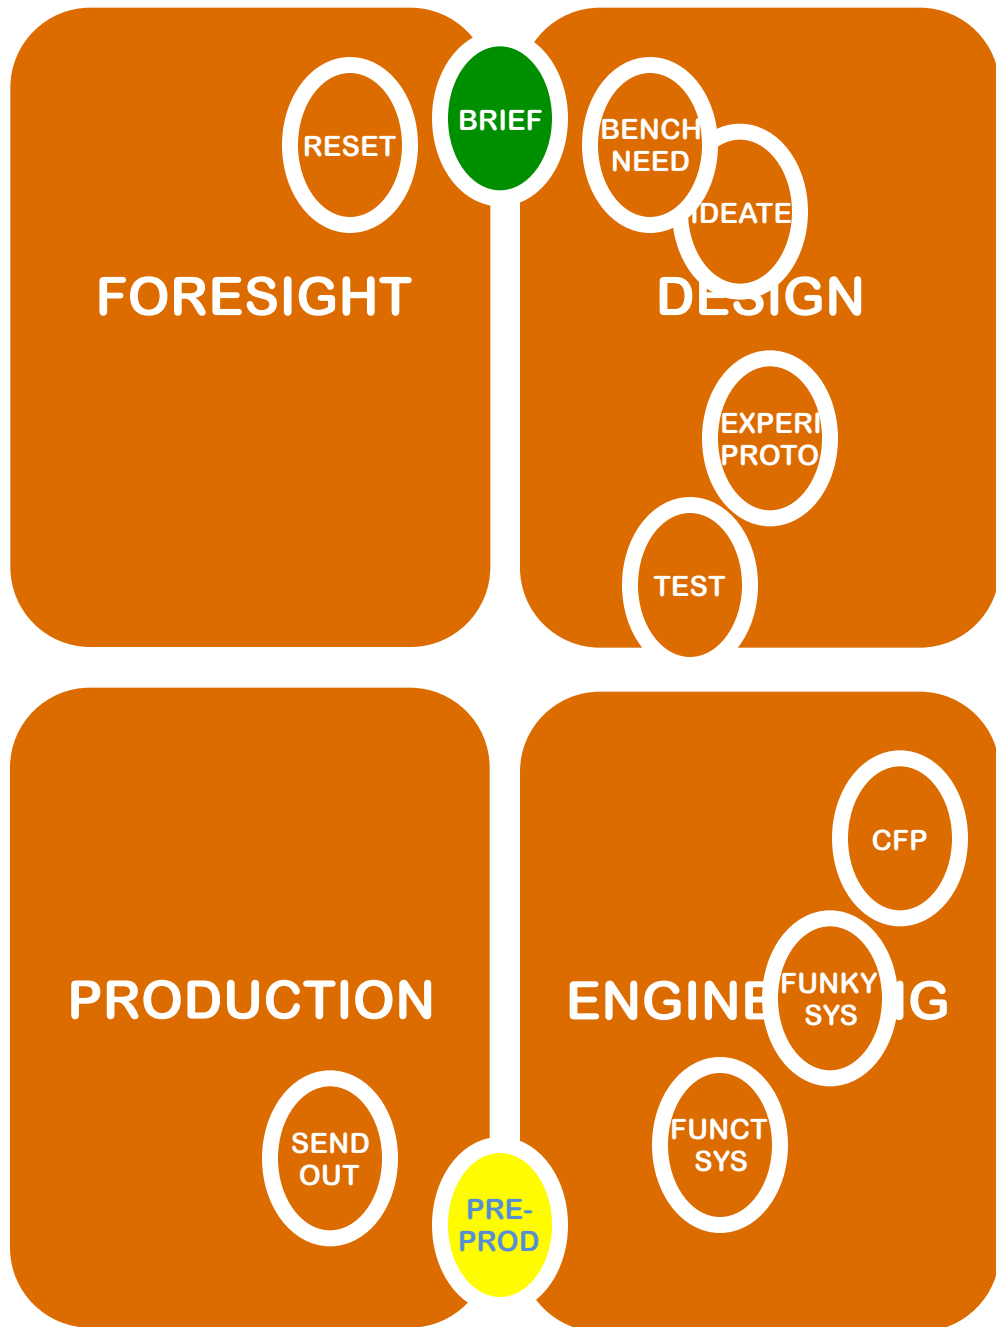 RESET
BRIEF
BENCH
NEED
IDEATE
FORESIGHT
DESIGN
EXPERI
PROTO
TEST
CFP
PRODUCTION
ENGINE
G
FUNKY
SYS
SEND
OUT
FUNCT
SYS
PRE-
PROD